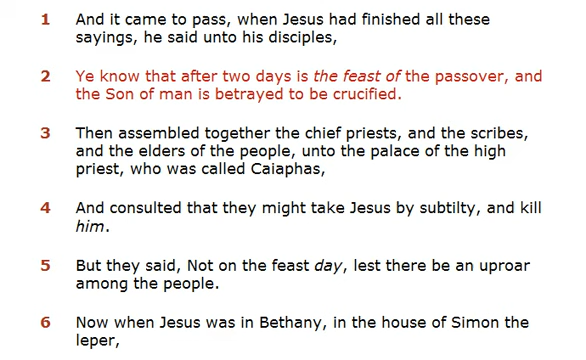 1 And it came to pass, when Jesus had finished all these
sayings, he said unto his disciples,
2 Ye know that after two days is the feast of the passover, and
the Son of man is betrayed to be crucified.
3 Then assembled together the chief priests, and the scribes,
and the elders of the people, unto the palace of the high
priest, who was called Caiaphas,
4 And consulted that they might take Jesus by subtilty, and kill
him.
5 But they said, Not on the feast day, lest there be an uproar
among the people.
6 Now when Jesus was in Bethany, in the house of Simon the
leper,